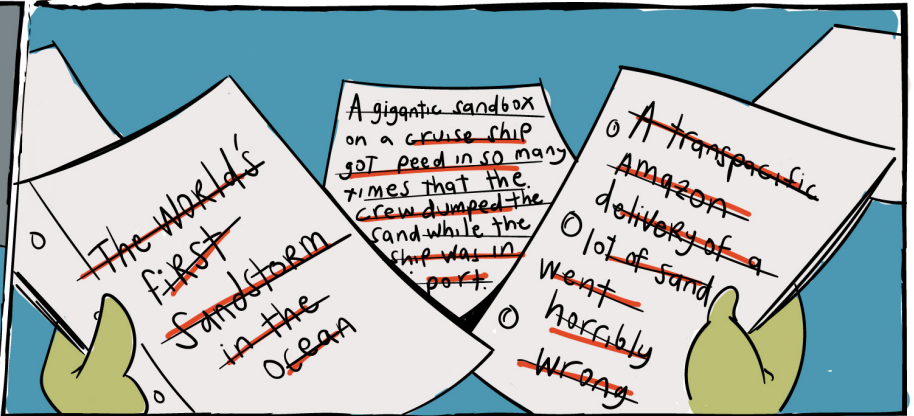 The World's
first
Sandstorm
in the
ocean
A gigantic sandbox
on a cruise ship
got peed in so many
times that the
crew dumped the
sand while the
ship was in
port.
A transpacific
Amazon
delivery of a
lot of sand
went
horribly
wrong